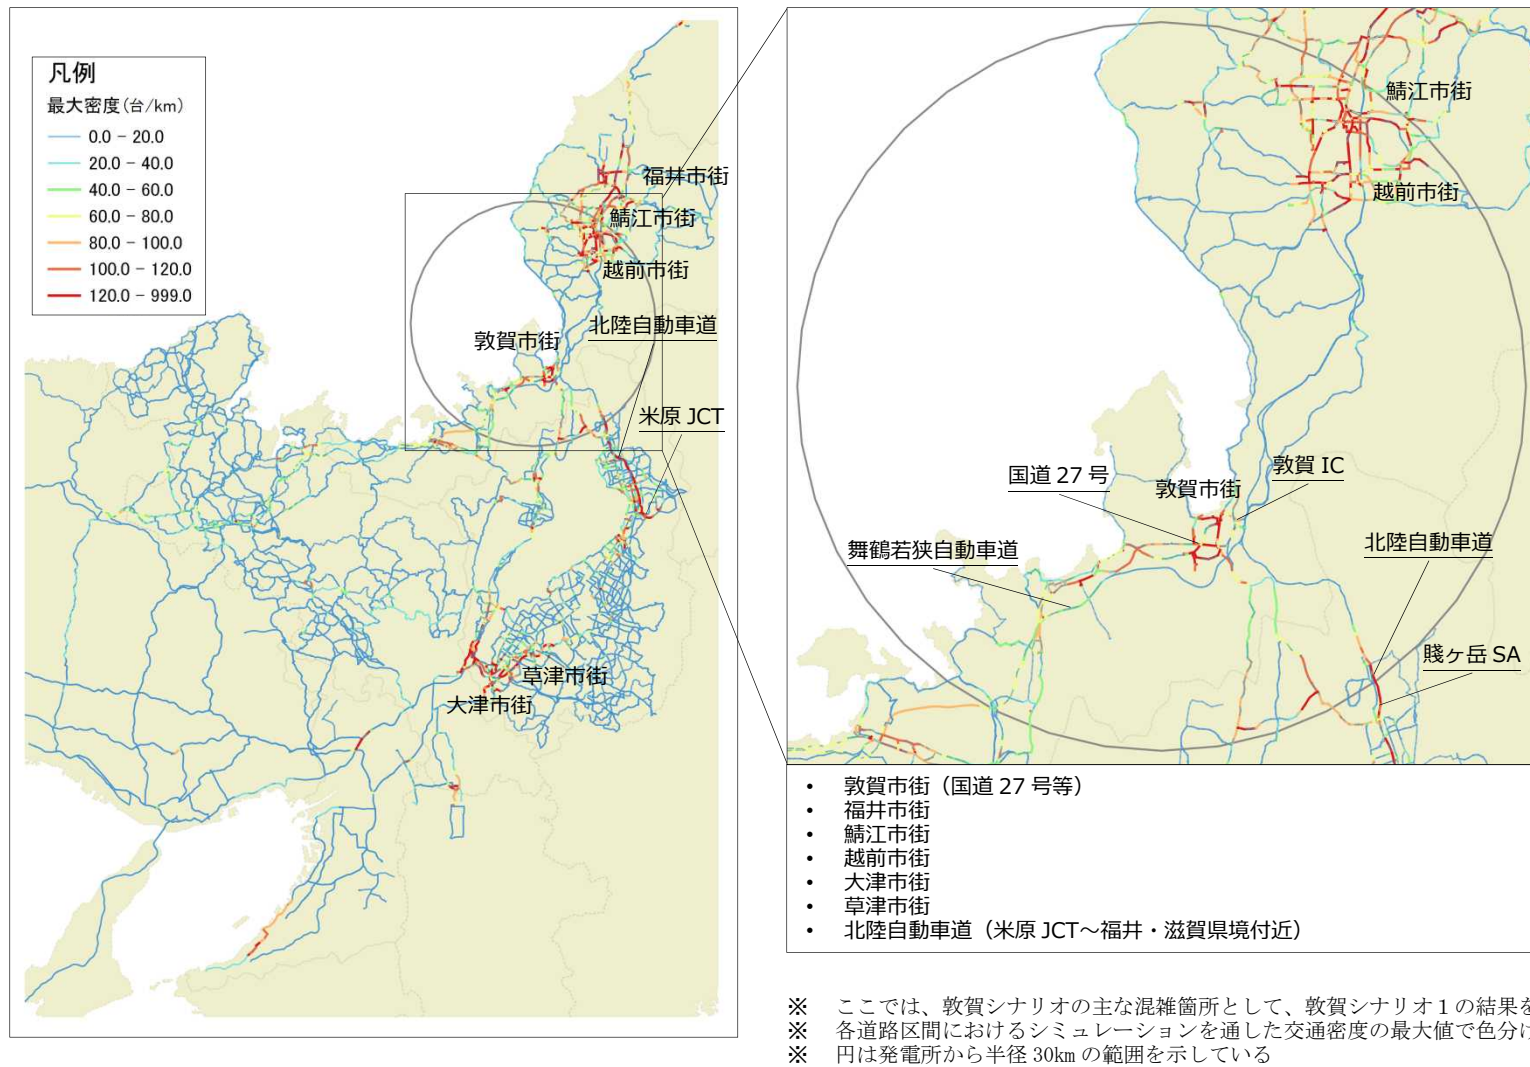 凡例
最大密度(台/km)
0.0 - 20.0
20.0 - 40.0
40.0 - 60.0
60.0 - 80.0
80.0 - 100.0
100.0 - 120.0
120.0 - 999.0
福井市街
鯖江市街
越前市街
北陸自動車道
敦賀市街
米原 JCT
草津市街
大津市街
鯖江市街
越前市街
敦賀 IC
国道 27 号
敦賀市街
舞鶴若狭自動車道
北陸自動車道
賤ヶ岳 SA
• 敦賀市街（国道 27 号等）
• 福井市街
• 鯖江市街
• 越前市街
• 大津市街
• 草津市街
• 北陸自動車道（米原 JCT～福井・滋賀県境付近）
※ ここでは、敦賀シナリオの主な混雑箇所として、敦賀シナリオ１の結果を
※ 各道路区間におけるシミュレーションを通した交通密度の最大値で色分け
※ 円は発電所から半径 30km の範囲を示している